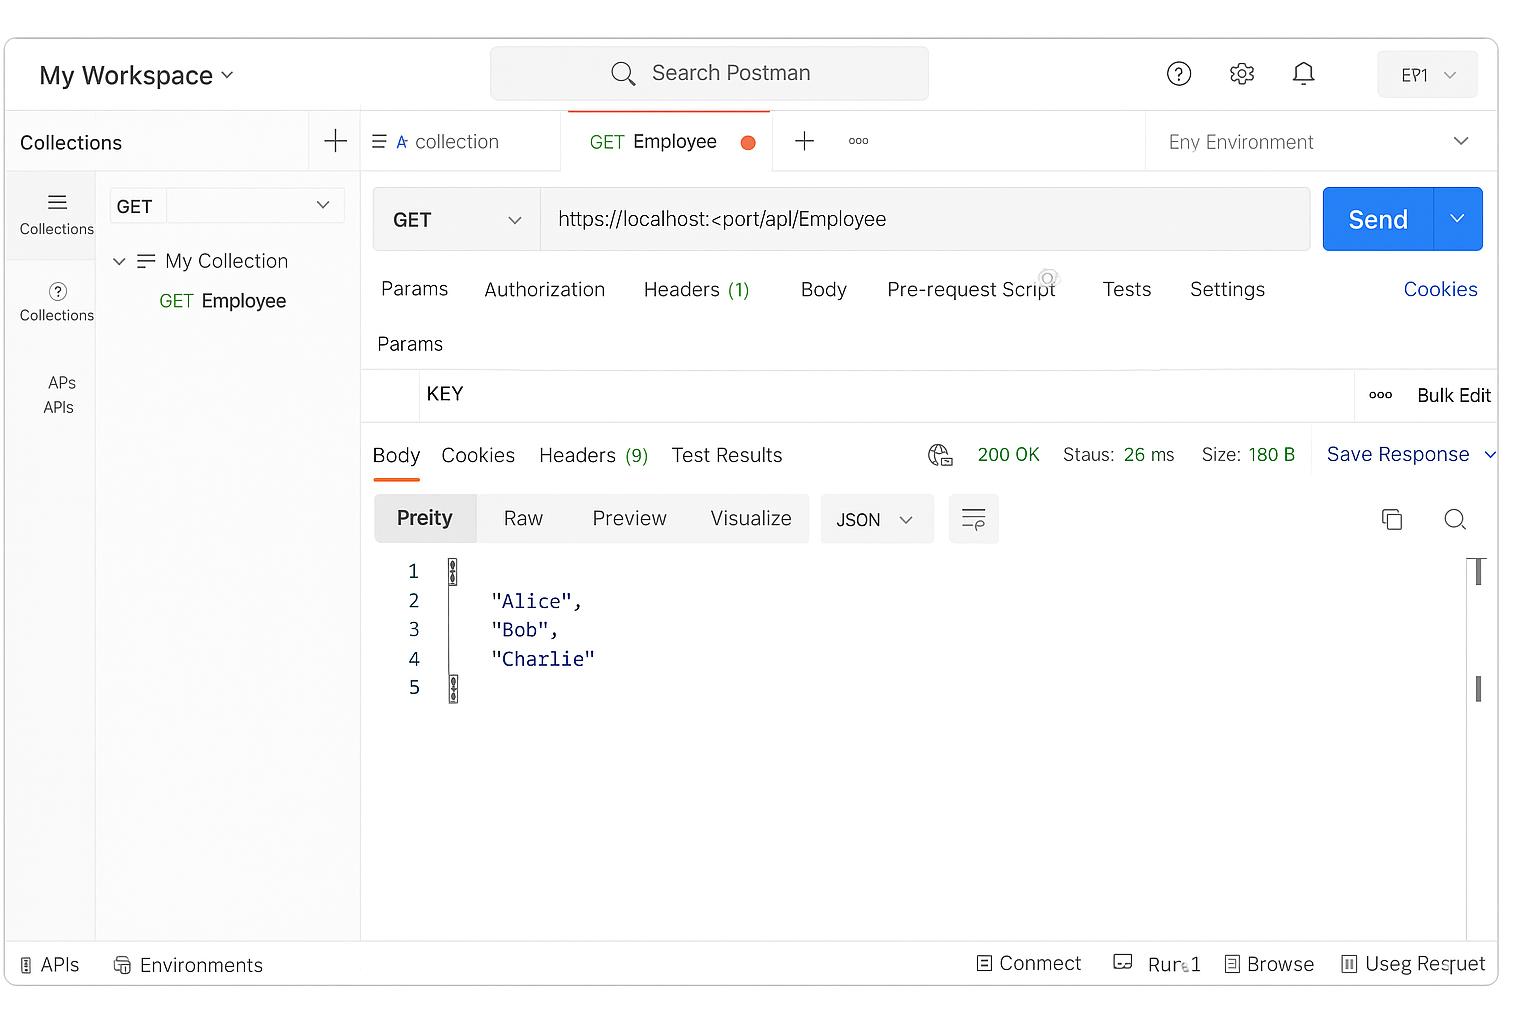 My Workspace
Search Postman
EP1
Collections
A collection
GET Employee
Eny Environment
Collections
GET
GET
https://localhost:<port/apl/Employee
Send
My Collection
GET Employee
Collections
APs
APIs
Params Authorization Headers (1) Body Pre-request Script Tests Settings Cookies
Params
KEY
Bulk Edit
Body Cookies Headers (9) Test Results
200 OK Staus: 26 ms Size: 180 B Save Response
Preity Raw Preview Visualize JSON
1
2 "Alice",
3 "Bob",
4 "Charlie"
5
APIs Environments
Connect
Browse
Useg